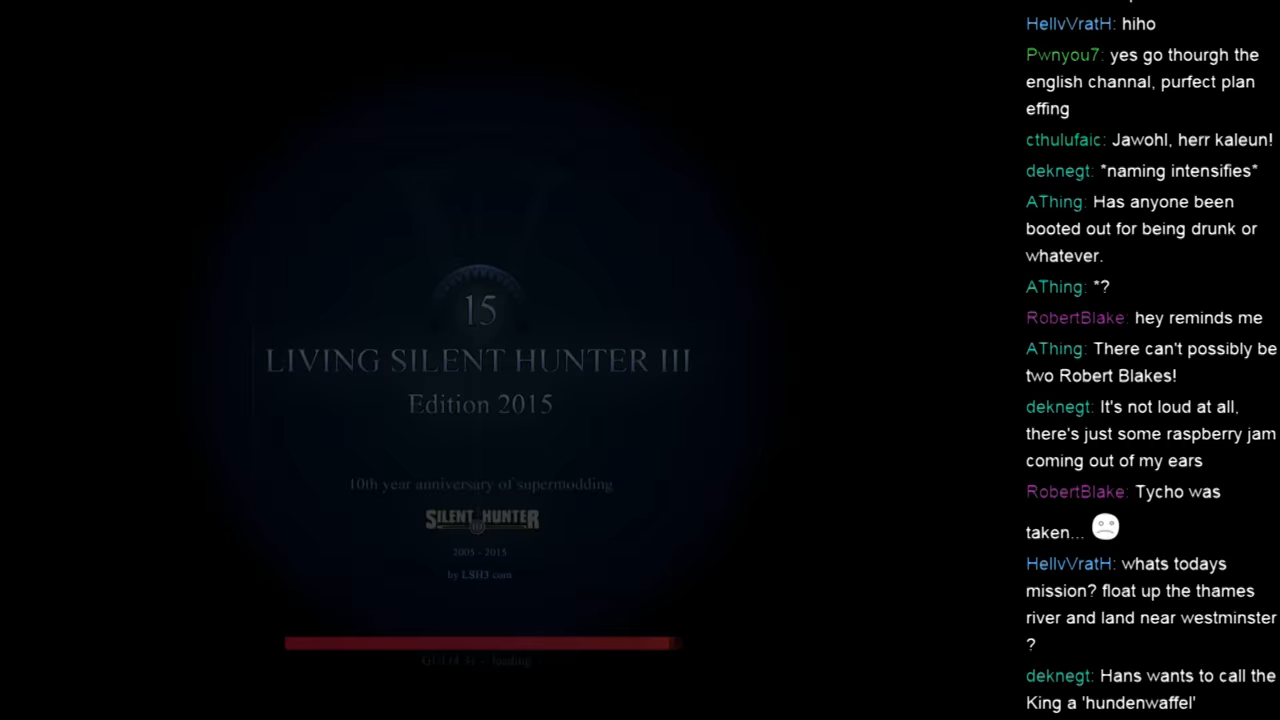 15
LIVING SILENT HUNTER III
Edition 2015
10th year anniversary of supermodding
SILENT HUNTER
III
2005 - 2015
by LSH3.com
loading
HellvVratH: hiho
Pwnyou7: yes go thourgh the
english channal, purfect plan
effing
cthulufaic: Jawohl, herr kaleun!
deknegt: *naming intensifies*
AThing: Has anyone been
booted out for being drunk or
whatever.
AThing: *?
RobertBlake: hey reminds me
AThing: There can't possibly be
two Robert Blakes!
deknegt: It's not loud at all,
there's just some raspberry jam
coming out of my ears
RobertBlake: Tycho was
taken...
HellvVratH: whats todays
mission? float up the thames
river and land near westminster
?
deknegt: Hans wants to call the
King a 'hundenwaffel'